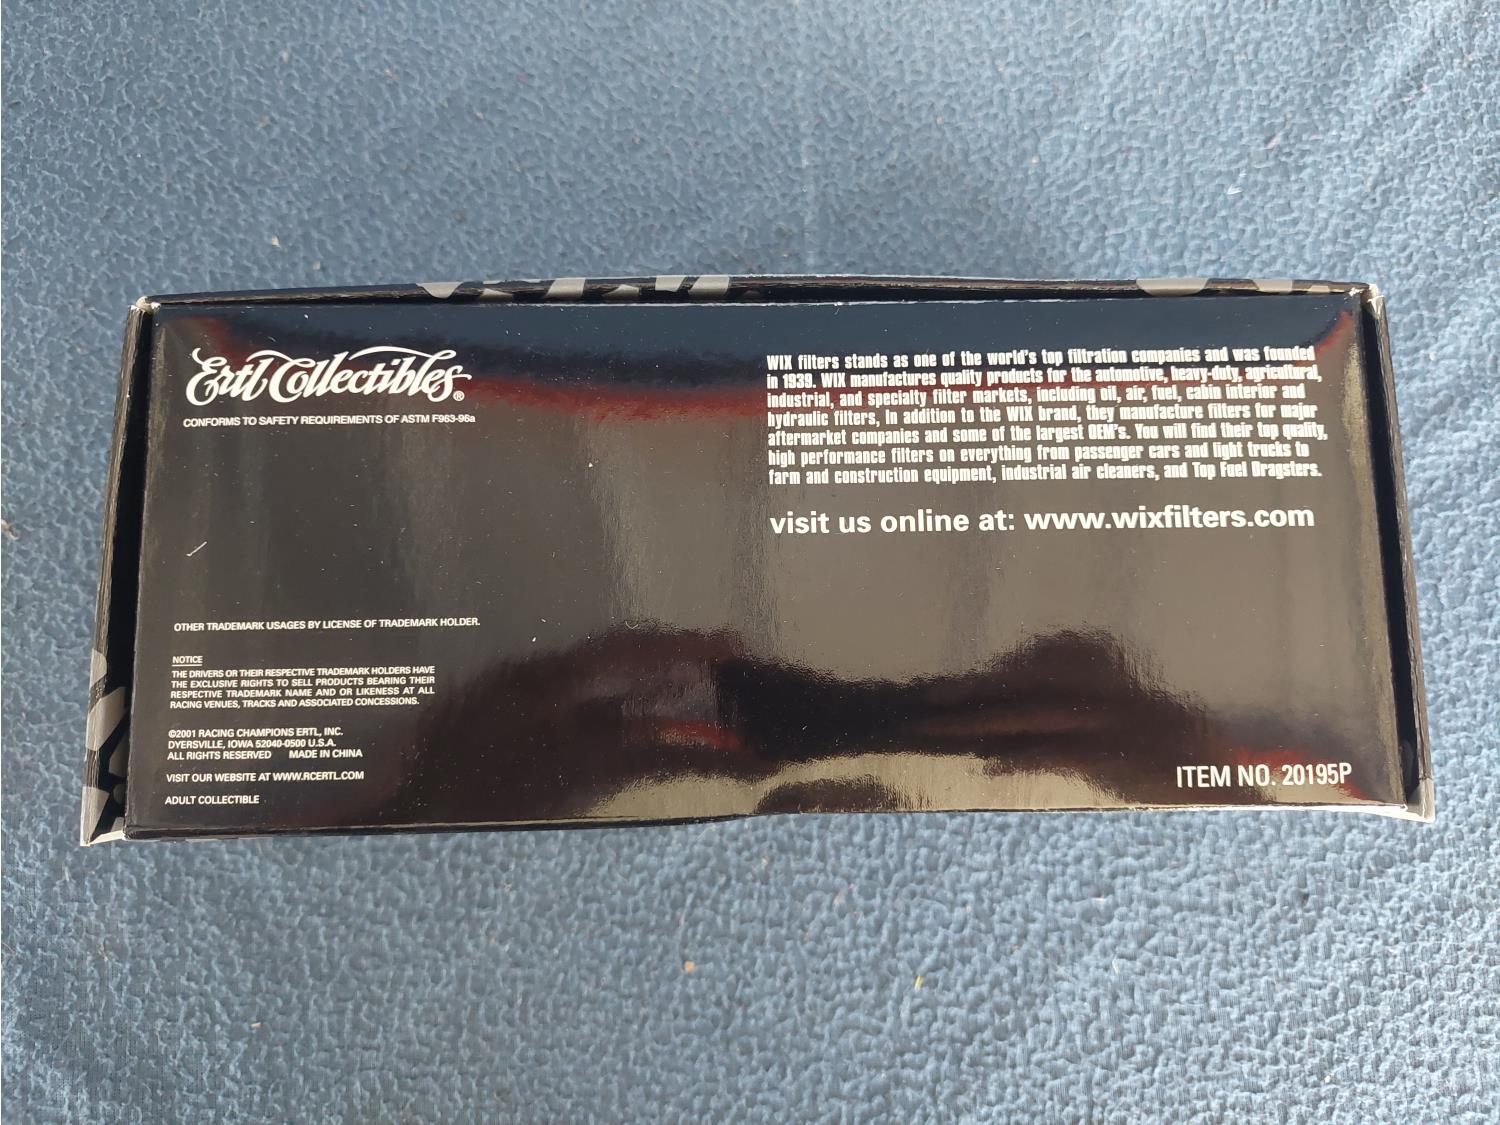 Ertl Collectibles®
CONFORMS TO SAFETY REQUIREMENTS OF ASTM F963-96a
WIX filters stands as one of the world's top filtration companies and was founded
in 1939. WIX manufactures quality products for the automotive, heavy-duty, agricultural,
industrial, and specialty filter markets, including oil, air, fuel, cabin interior and
hydraulic filters, In addition to the WIX brand, they manufacture filters for major
aftermarket companies and some of the largest OEM's. You will find their top quality,
high performance filters on everything from passenger cars and light trucks to
farm and construction equipment, industrial air cleaners, and Top Fuel Dragsters.
visit us online at: www.wixfilters.com
OTHER TRADEMARK USAGES BY LICENSE OF TRADEMARK HOLDER.
NOTICE
THE DRIVERS OR THEIR RESPECTIVE TRADEMARK HOLDERS HAVE
THE EXCLUSIVE RIGHTS TO SELL PRODUCTS BEARING THEIR
RESPECTIVE TRADEMARK NAME AND OR LIKENESS AT ALL
RACING VENUES, TRACKS AND ASSOCIATED CONCESSIONS.
©2001 RACING CHAMPIONS ERTL, INC.
DYERSVILLE, IOWA 52040-0500 U.S.A.
ALL RIGHTS RESERVED MADE IN CHINA
VISIT OUR WEBSITE AT WWW.RCERTL.COM
ADULT COLLECTIBLE
ITEM NO. 20195P